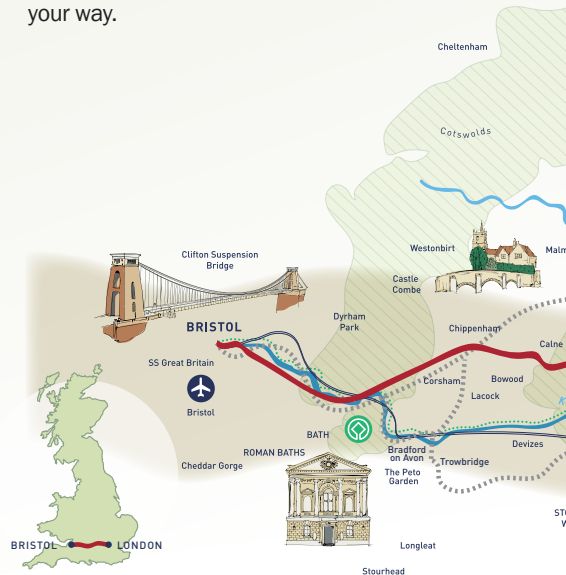 your way.
Cheltenham
Cotswolds
Westonbirt
Clifton Suspension
Bridge
Castle
Combe
Dyrham
Park
BRISTOL
Chippenham
Calne
SS Great Britain
Corsham
Bowood
Lacock
Bristol
BATH
Devizes
ROMAN BATHS
Bradford
on Avon
Trowbridge
Cheddar Gorge
The Peto
Garden
BRISTOL
LONDON
Longleat
Stourhead